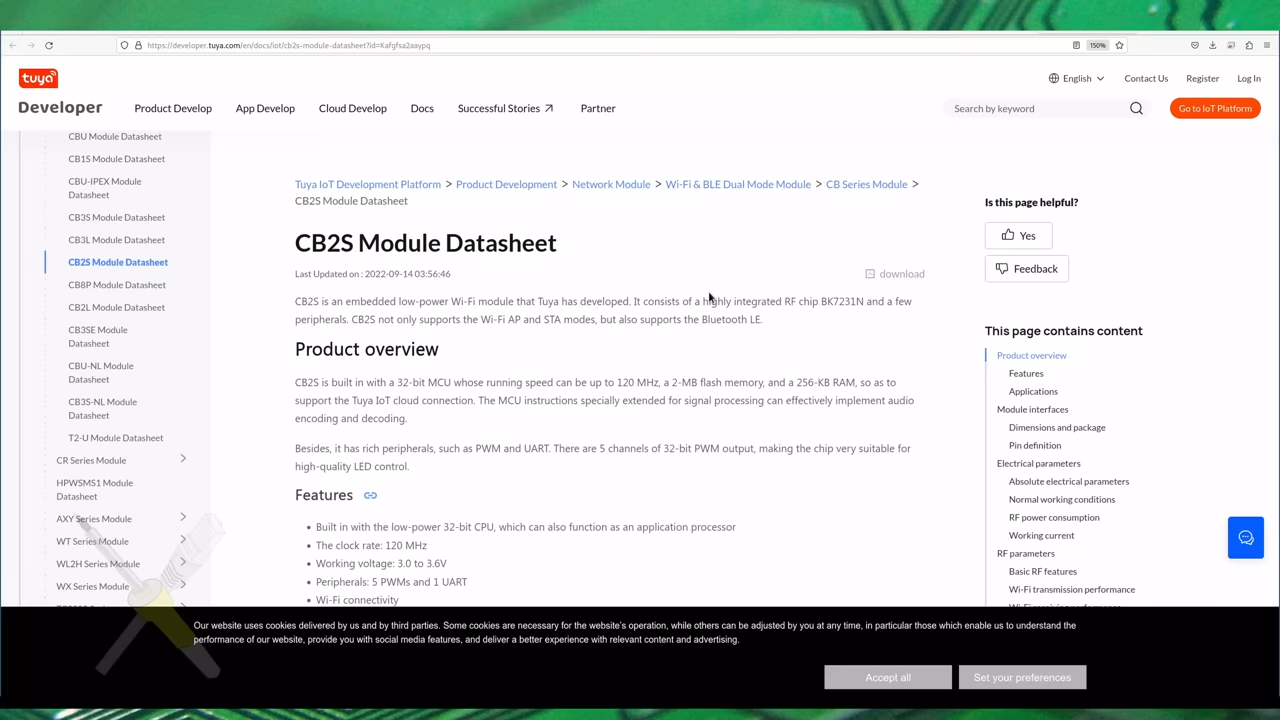 https://developer.tuya.com/en/docs/iot/cb2s-module-datasheet?id=Kafgfsa2aaypq
150%
tuya
English
Contact Us
Register
Log In
Developer
Product Develop
App Develop
Cloud Develop
Docs
Successful Stories
Partner
Search by keyword
Go to IoT Platform
CBU Module Datasheet
CB1S Module Datasheet
CBU-IPEX Module
Datasheet
CB3S Module Datasheet
CB3L Module Datasheet
CB2S Module Datasheet
CB8P Module Datasheet
CB2L Module Datasheet
CB3SE Module
Datasheet
CBU-NL Module
Datasheet
CB3S-NL Module
Datasheet
T2-U Module Datasheet
CR Series Module
HPWSMS1 Module
Datasheet
AXY Series Module
WT Series Module
WL2H Series Module
WX Series Module
Tuya IoT Development Platform > Product Development > Network Module > Wi-Fi & BLE Dual Mode Module > CB Series Module >
CB2S Module Datasheet
CB2S Module Datasheet
Last Updated on : 2022-09-14 03:56:46
download
CB2S is an embedded low-power Wi-Fi module that Tuya has developed. It consists of a highly integrated RF chip BK7231N and a few
peripherals. CB2S not only supports the Wi-Fi AP and STA modes, but also supports the Bluetooth LE.
Product overview
CB2S is built in with a 32-bit MCU whose running speed can be up to 120 MHz, a 2-MB flash memory, and a 256-KB RAM, so as to
support the Tuya IoT cloud connection. The MCU instructions specially extended for signal processing can effectively implement audio
encoding and decoding.
Besides, it has rich peripherals, such as PWM and UART. There are 5 channels of 32-bit PWM output, making the chip very suitable for
high-quality LED control.
Features
• Built in with the low-power 32-bit CPU, which can also function as an application processor
• The clock rate: 120 MHz
• Working voltage: 3.0 to 3.6V
• Peripherals: 5 PWMs and 1 UART
• Wi-Fi connectivity
Is this page helpful?
Yes
Feedback
This page contains content
Product overview
Features
Applications
Module interfaces
Dimensions and package
Pin definition
Electrical parameters
Absolute electrical parameters
Normal working conditions
RF power consumption
Working current
RF parameters
Basic RF features
Wi-Fi transmission performance
Our website uses cookies delivered by us and by third parties. Some cookies are necessary for the website's operation, while others can be adjusted by you at any time, in particular those which enable us to understand the
performance of our website, provide you with social media features, and deliver a better experience with relevant content and advertising.
Accept all
Set your preferences